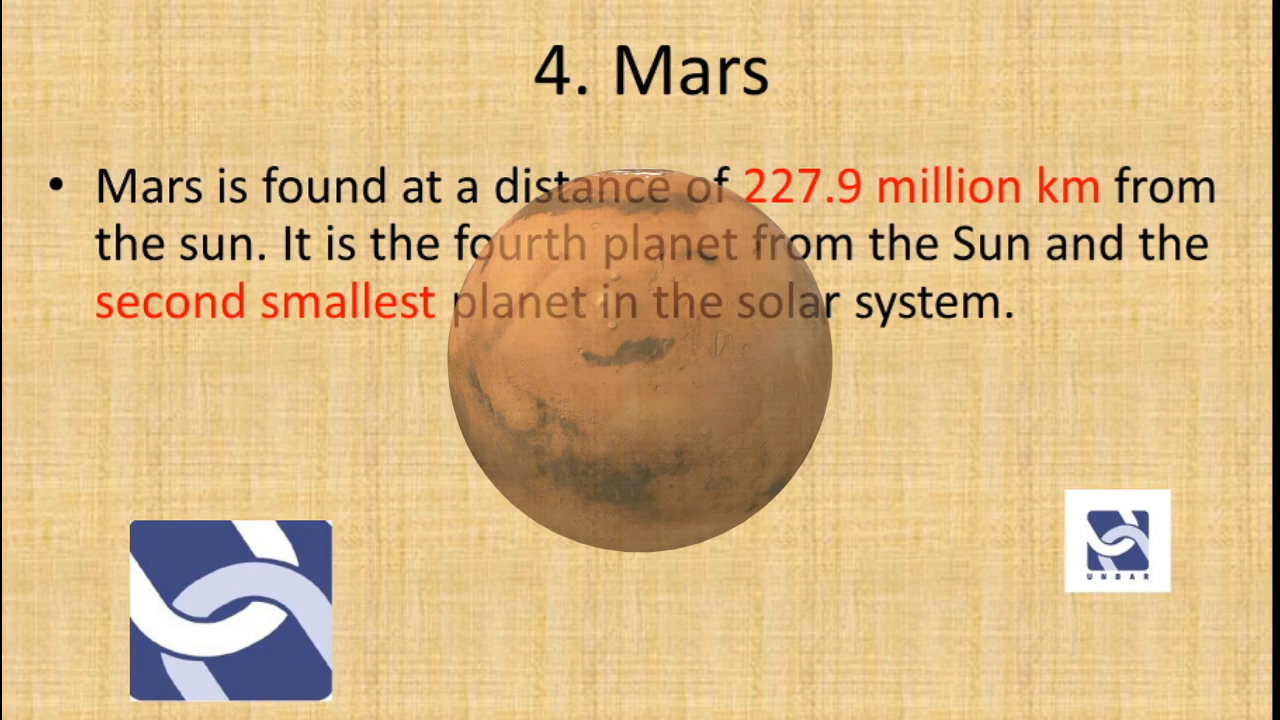 4. Mars
• Mars is found at a distance of 227.9 million km from
the sun. It is the fourth planet from the Sun and the
second smallest planet in the solar system.
UNDAR